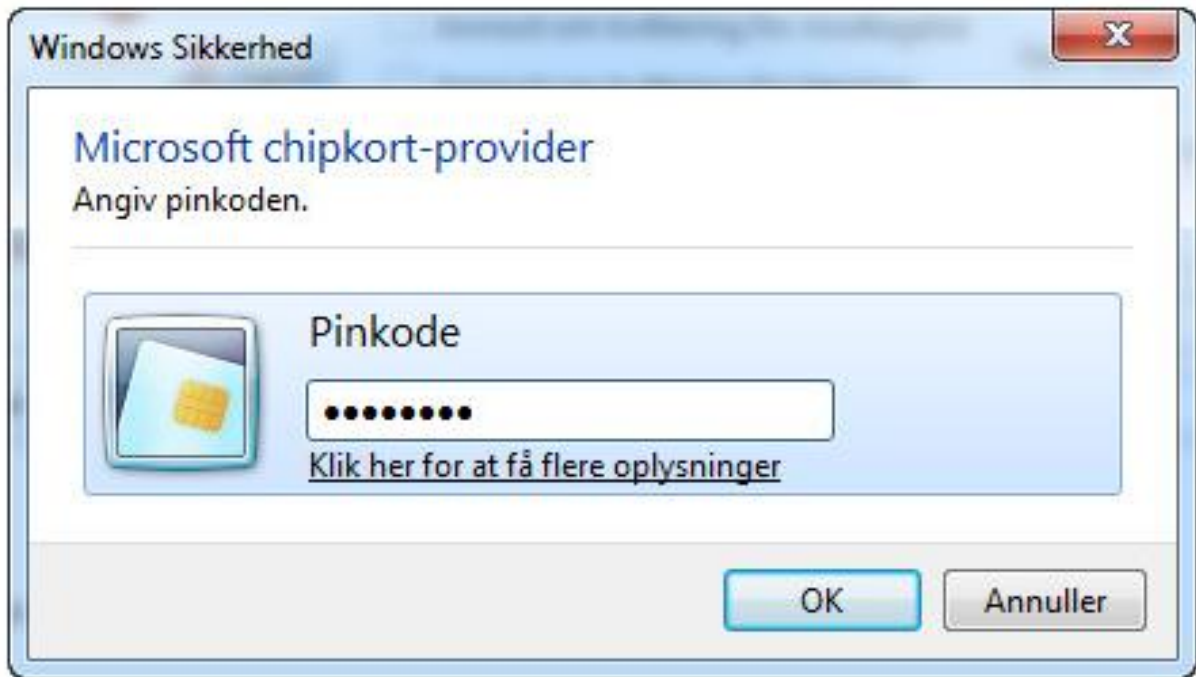 Windows Sikkerhed
Microsoft chipkort-provider
Angiv pinkoden.
Pinkode
••••••••
Klik her for at få flere oplysninger
OK
Annuller